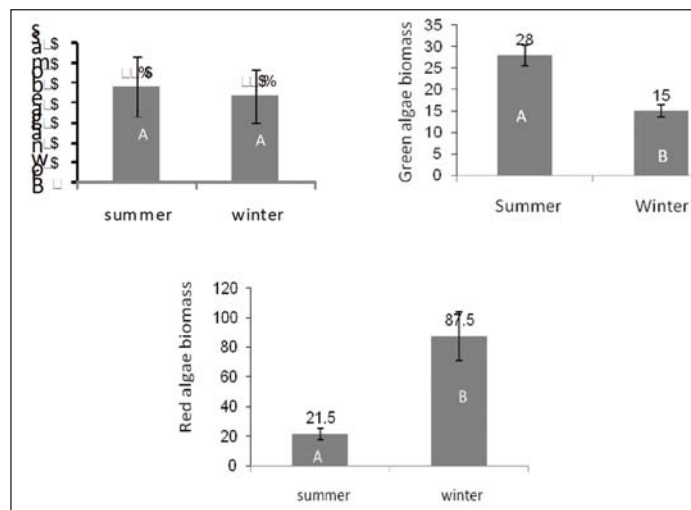 A
A
summer
winter
Green algae biomass
35
30
25
20
15
10
5
0
28
15
A
B
Summer
Winter
Red algae biomass
120
100
80
60
40
20
0
21.5
87.5
A
B
summer
winter